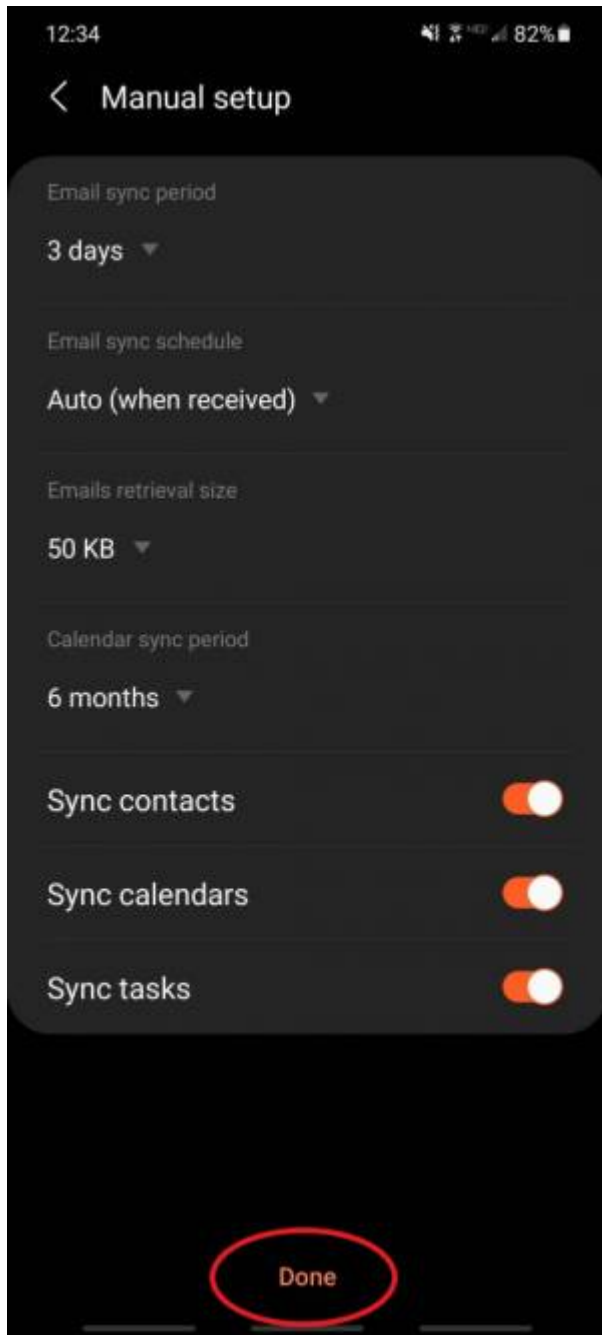 12:34 82%
Manual setup
Email sync period
3 days
Email sync schedule
Auto (when received)
Emails retrieval size
50 KB
Calendar sync period
6 months
Sync contacts
Sync calendars
Sync tasks
Done